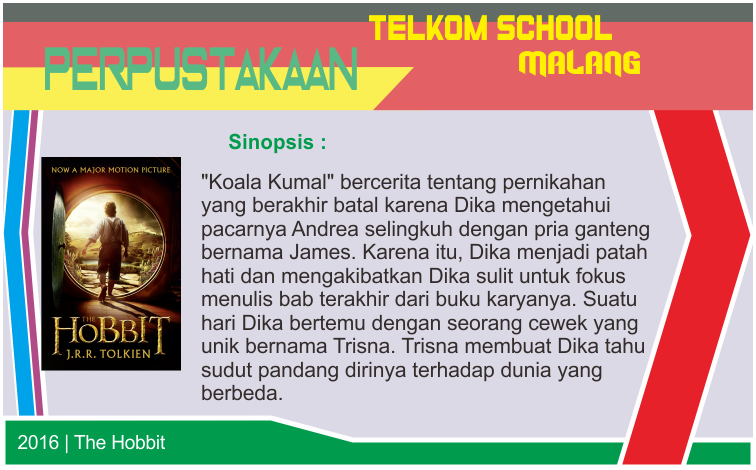 TELKOM SCHOOL
MALANG
PERPUSTAKAAN
Sinopsis :
NOW A MAJOR MOTION PICTURE
THE
HOBBIT
J.R.R. TOLKIEN
"Koala Kumal" bercerita tentang pernikahan
yang berakhir batal karena Dika mengetahui
pacarnya Andrea selingkuh dengan pria ganteng
bernama James. Karena itu, Dika menjadi patah
hati dan mengakibatkan Dika sulit untuk fokus
menulis bab terakhir dari buku karyanya. Suatu
hari Dika bertemu dengan seorang cewek yang
unik bernama Trisna. Trisna membuat Dika tahu
sudut pandang dirinya terhadap dunia yang
berbeda.
2016 | The Hobbit